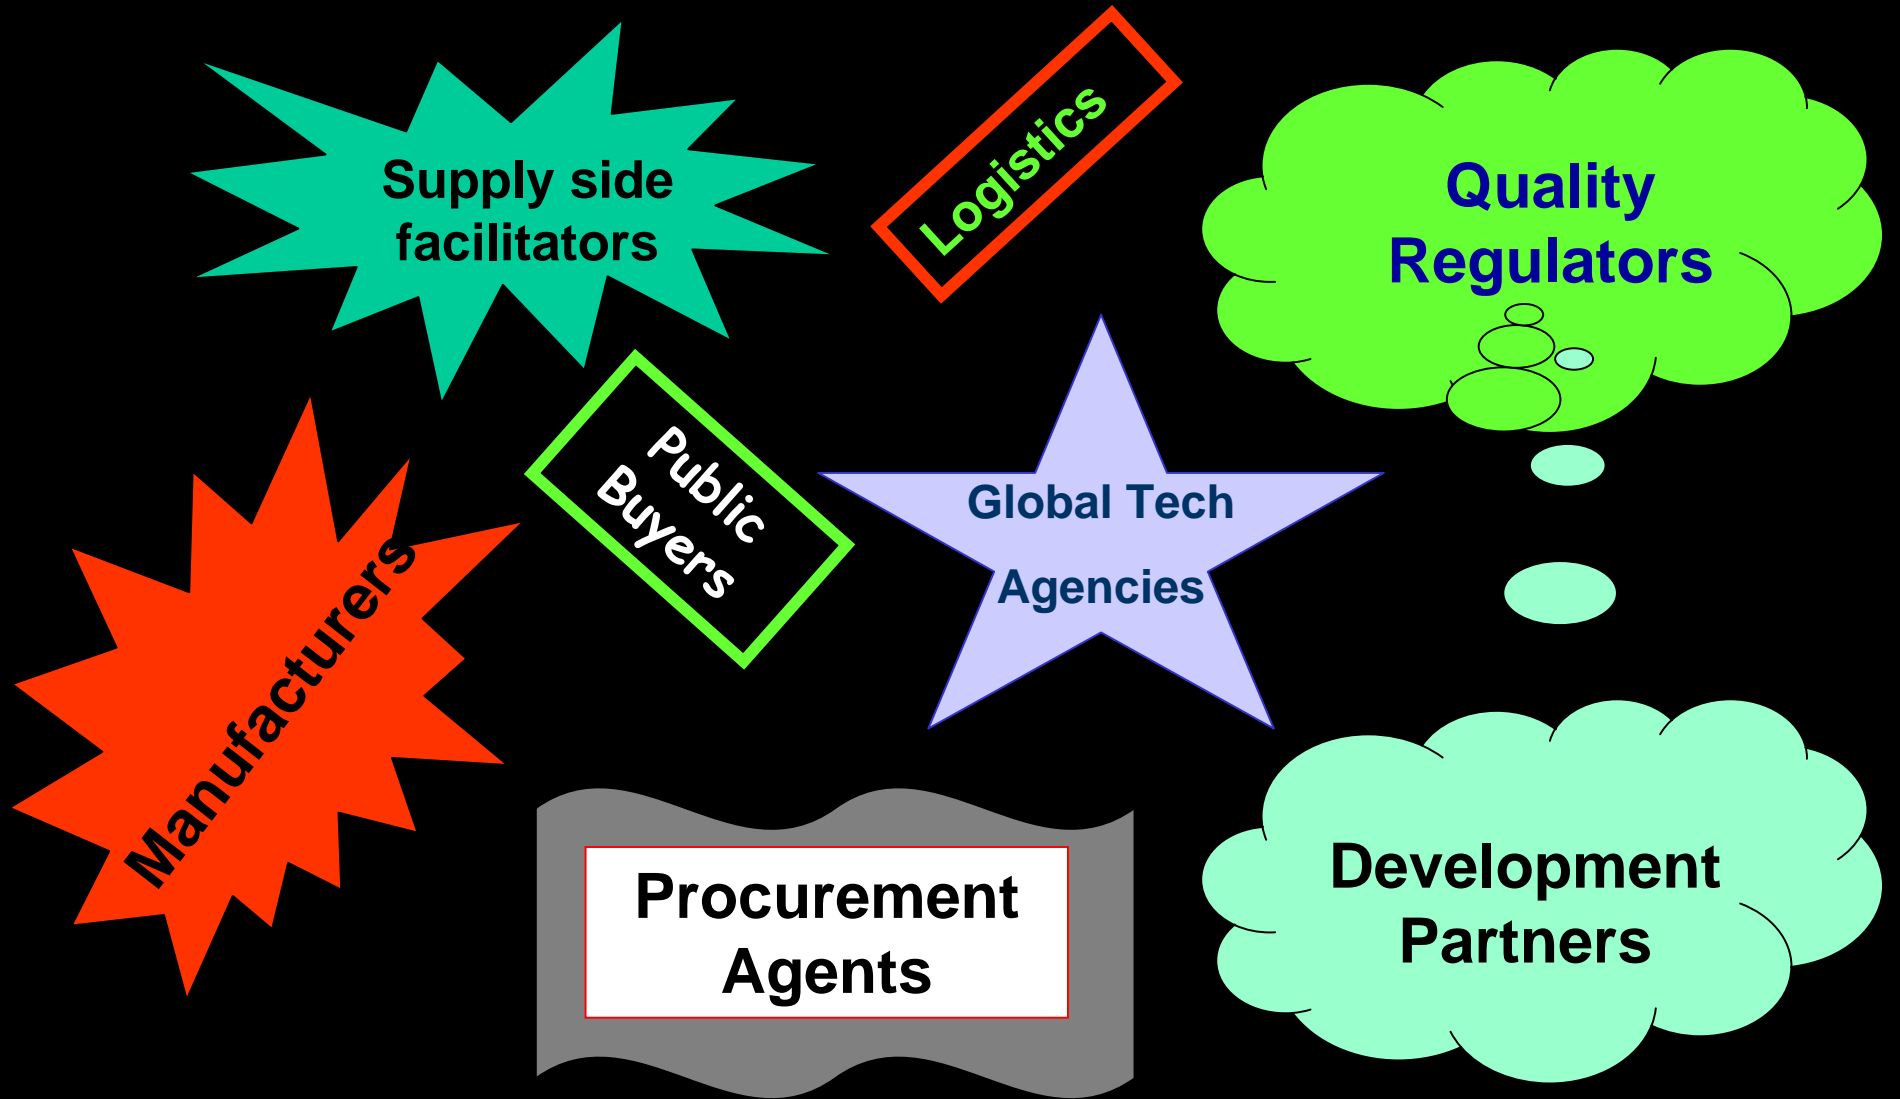 Supply side
facilitators
Logistics
Quality
Regulators
Public
Buyers
Global Tech
Agencies
Manufacturers
Procurement
Agents
Development
Partners